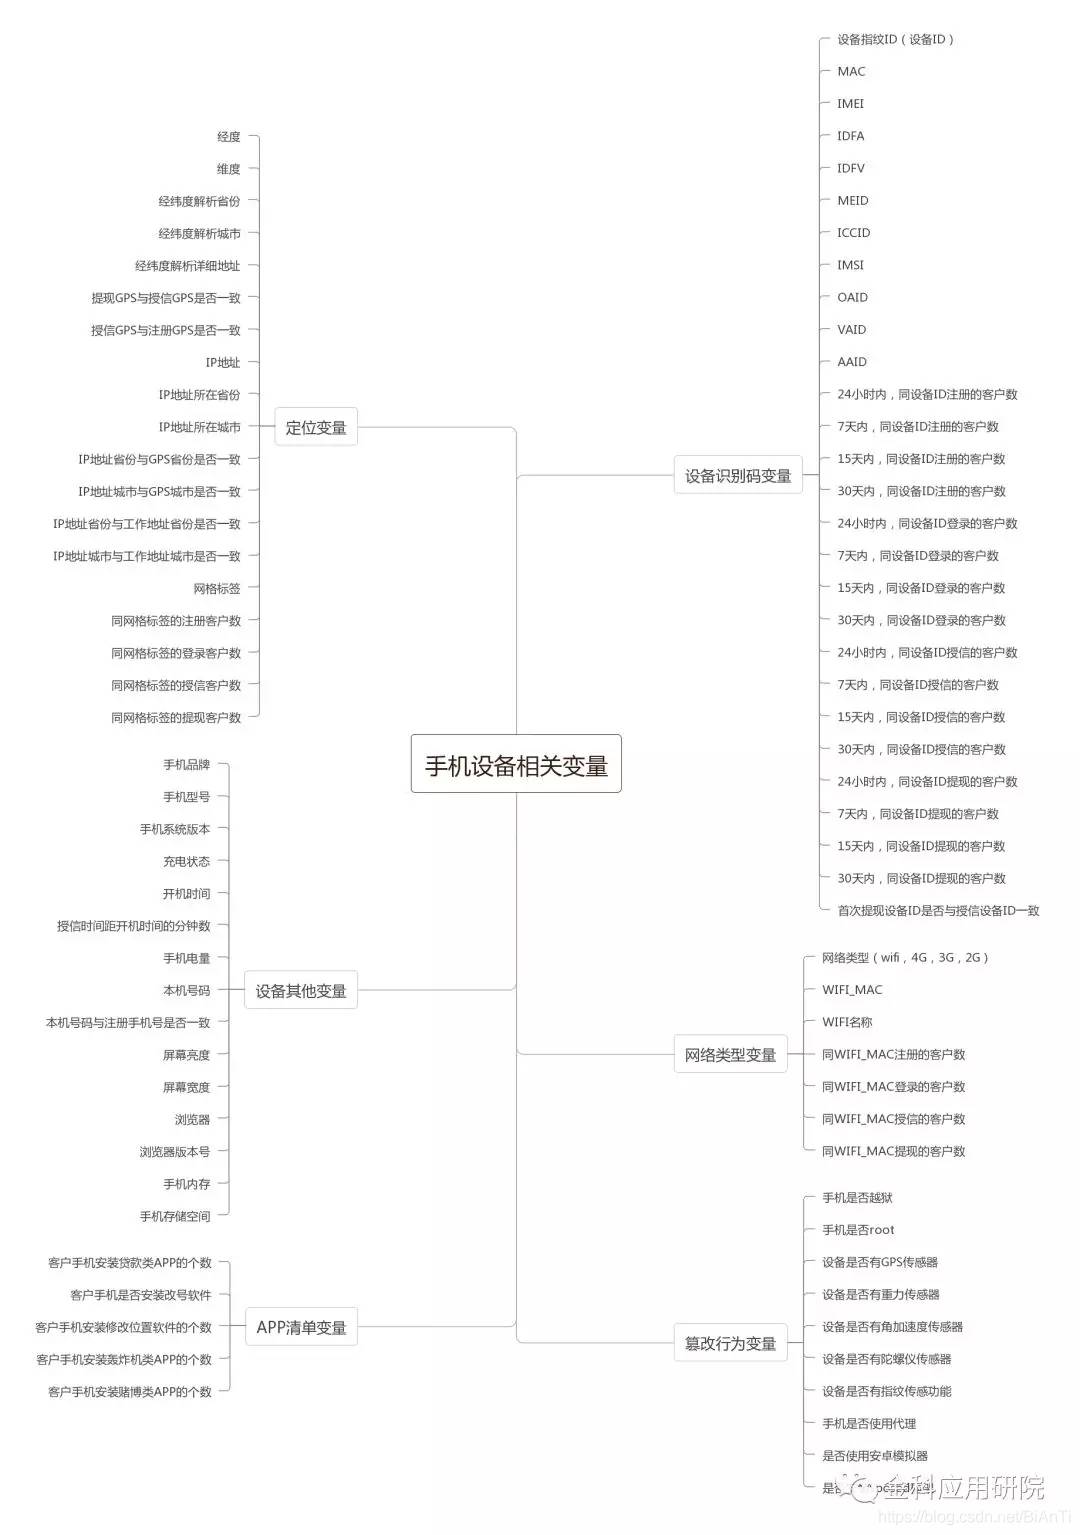 手机设备相关变量
定位变量
经度
维度
经纬度解析省份
经纬度解析城市
经纬度解析详细地址
提现GPS与授信GPS是否一致
授信GPS与注册GPS是否一致
IP地址
IP地址所在省份
IP地址所在城市
IP地址省份与GPS省份是否一致
IP地址城市与GPS城市是否一致
IP地址省份与工作地址省份是否一致
IP地址城市与工作地址城市是否一致
网格标签
同网格标签的注册客户数
同网格标签的登录客户数
同网格标签的授信客户数
同网格标签的提现客户数
设备其他变量
手机品牌
手机型号
手机系统版本
充电状态
开机时间
授信时间距开机时间的分钟数
手机电量
本机号码
本机号码与注册手机号是否一致
屏幕亮度
屏幕宽度
浏览器
浏览器版本号
手机内存
手机存储空间
APP清单变量
客户手机安装贷款类APP的个数
客户手机是否安装改号软件
客户手机安装修改位置软件的个数
客户手机安装轰炸机类APP的个数
客户手机安装赌博类APP的个数
设备识别码变量
设备指纹ID（设备ID）
MAC
IMEI
IDFA
IDFV
MEID
ICCID
IMSI
OAID
VAID
AAID
24小时内，同设备ID注册的客户数
7天内，同设备ID注册的客户数
15天内，同设备ID注册的客户数
30天内，同设备ID注册的客户数
24小时内，同设备ID登录的客户数
7天内，同设备ID登录的客户数
15天内，同设备ID登录的客户数
30天内，同设备ID登录的客户数
24小时内，同设备ID授信的客户数
7天内，同设备ID授信的客户数
15天内，同设备ID授信的客户数
30天内，同设备ID授信的客户数
24小时内，同设备ID提现的客户数
7天内，同设备ID提现的客户数
15天内，同设备ID提现的客户数
30天内，同设备ID提现的客户数
首次提现设备ID是否与授信设备ID一致
网络类型变量
网络类型（wifi，4G，3G，2G）
WIFI_MAC
WIFI名称
同WIFI_MAC注册的客户数
同WIFI_MAC登录的客户数
同WIFI_MAC授信的客户数
同WIFI_MAC提现的客户数
篡改行为变量
手机是否越狱
手机是否root
设备是否有GPS传感器
设备是否有重力传感器
设备是否有角加速度传感器
设备是否有陀螺仪传感器
设备是否有指纹传感功能
手机是否使用代理
是否使用安卓模拟器
是
金科应用研院
https://blog.csdn.net/BiAnTi